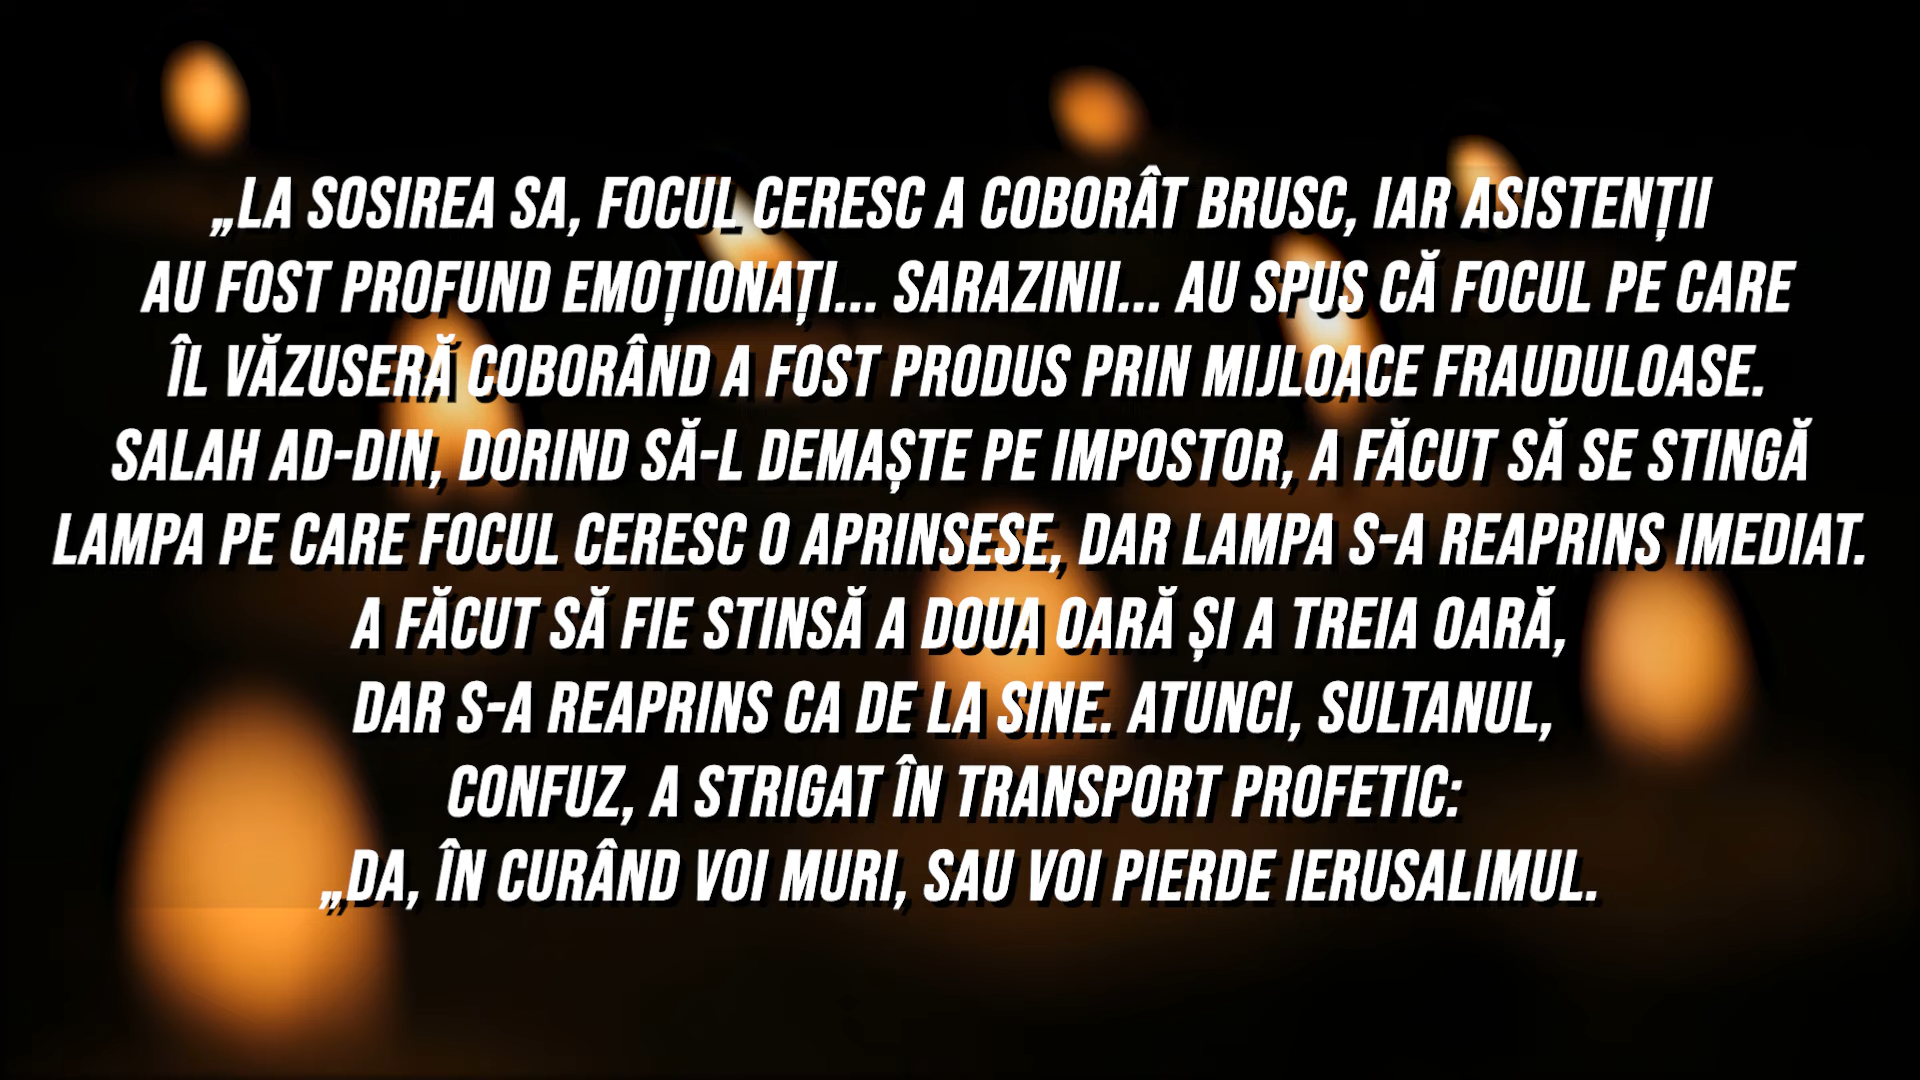 „LA SOSIREA SA, FOCUL CERESC A COBORÂT BRUSC, IAR ASISTENȚII
AU FOST PROFUND EMOȚIONAȚI... SARAZINII... AU SPUS CĂ FOCUL PE CARE
ÎL VĂZUSERĂ COBORÂND A FOST PRODUS PRIN MIJLOACE FRAUDULOASE.
SALAH AD-DIN, DORIND SĂ-L DEMAȘTE PE IMPOSTOR, A FĂCUT SĂ SE STINGĂ
LAMPA PE CARE FOCUL CERESC O APRINSESE, DAR LAMPA S-A REAPRINS IMEDIAT.
A FĂCUT SĂ FIE STINSĂ A DOUA OARĂ ȘI A TREIA OARĂ,
DAR S-A REAPRINS CA DE LA SINE. ATUNCI, SULTANUL,
CONFUZ, A STRIGAT ÎN TRANSPORT PROFETIC:
„DA, ÎN CURÂND VOI MURI, SAU VOI PIERDE IERUSALIMUL.